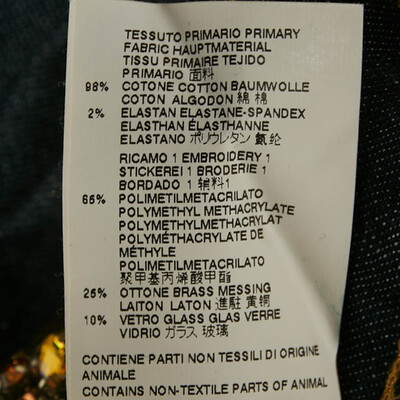 TESSUTO PRIMARIO PRIMARY
FABRIC HAUPTMATERIAL
TISSU PRIMAIRE TEJIDO
PRIMARIO 面料
98% COTONE COTTON BAUMWOLLE
COTON ALGODON 綿 棉
2% ELASTAN ELASTANE-SPANDEX
ELASTHAN ÉLASTHANNE
ELASTANO ポリウレタン 氨纶
RICAMO 1 EMBROIDERY 1
STICKEREI 1 BRODERIE 1
BORDADO 1 辅料1
65% POLIMETILMETACRILATO
POLYMETHYL METHACRYLATE
POLYMETHYLMETHACRYLAT
POLYMÉTHACRYLATE DE
MÉTHYLE
POLIMETILMETACRILATO
聚甲基丙烯酸甲酯
25% OTTONE BRASS MESSING
LAITON LATON 進駐 黄铜
10% VETRO GLASS GLAS VERRE
VIDRIO ガラス 玻璃
CONTIENE PARTI NON TESSILI DI ORIGINE
ANIMALE
CONTAINS NON-TEXTILE PARTS OF ANIMAL